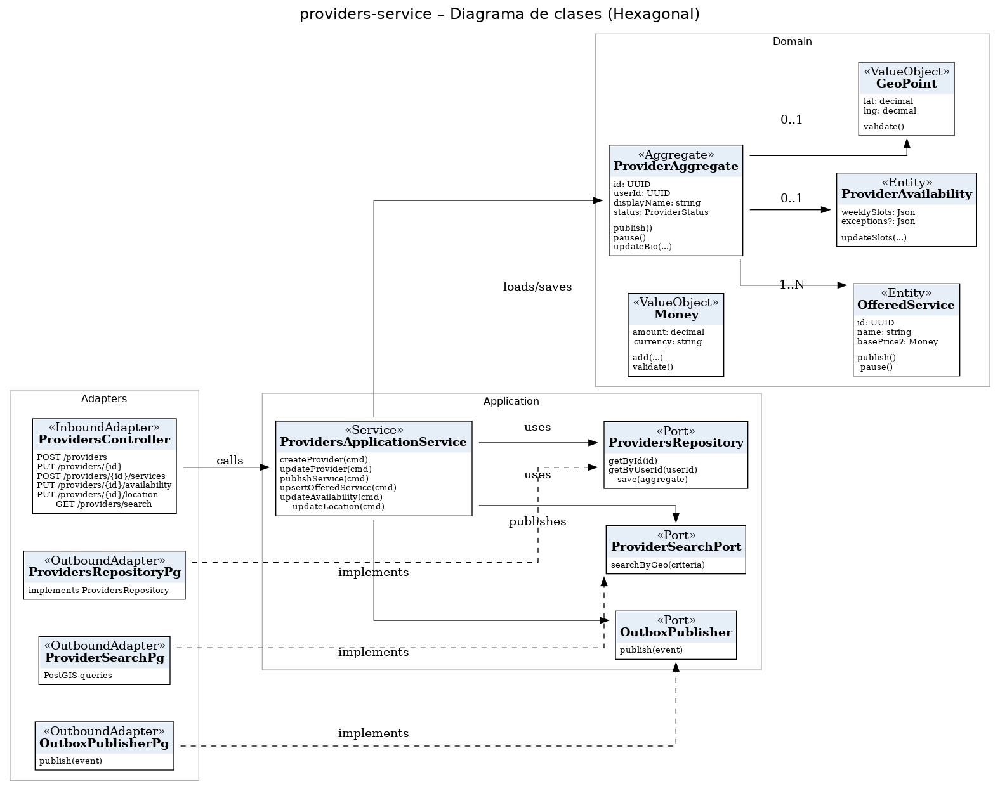 providers-service – Diagrama de clases (Hexagonal)
Domain
«ValueObject»
GeoPoint
lat: decimal
lng: decimal
validate()
0..1
«Aggregate»
ProviderAggregate
id: UUID
userId: UUID
displayName: string
status: ProviderStatus
publish()
pause()
updateBio(...)
0..1
«Entity»
ProviderAvailability
weeklySlots: Json
exceptions?: Json
updateSlots(...)
1..N
«ValueObject»
Money
amount: decimal
currency: string
add(...)
validate()
«Entity»
OfferedService
id: UUID
name: string
basePrice?: Money
publish()
pause()
loads/saves
Adapters
«InboundAdapter»
ProvidersController
POST /providers
PUT /providers/{id}
POST /providers/{id}/services
PUT /providers/{id}/availability
PUT /providers/{id}/location
GET /providers/search
calls
Application
«Service»
ProvidersApplicationService
createProvider(cmd)
updateProvider(cmd)
publishService(cmd)
upsertOfferedService(cmd)
updateAvailability(cmd)
updateLocation(cmd)
uses
uses
publishes
«Port»
ProvidersRepository
getById(id)
getByUserId(userId)
save(aggregate)
«Port»
ProviderSearchPort
searchByGeo(criteria)
«OutboundAdapter»
ProvidersRepositoryPg
implements ProvidersRepository
implements
«Port»
OutboxPublisher
publish(event)
«OutboundAdapter»
ProviderSearchPg
PostGIS queries
implements
«OutboundAdapter»
OutboxPublisherPg
publish(event)
implements